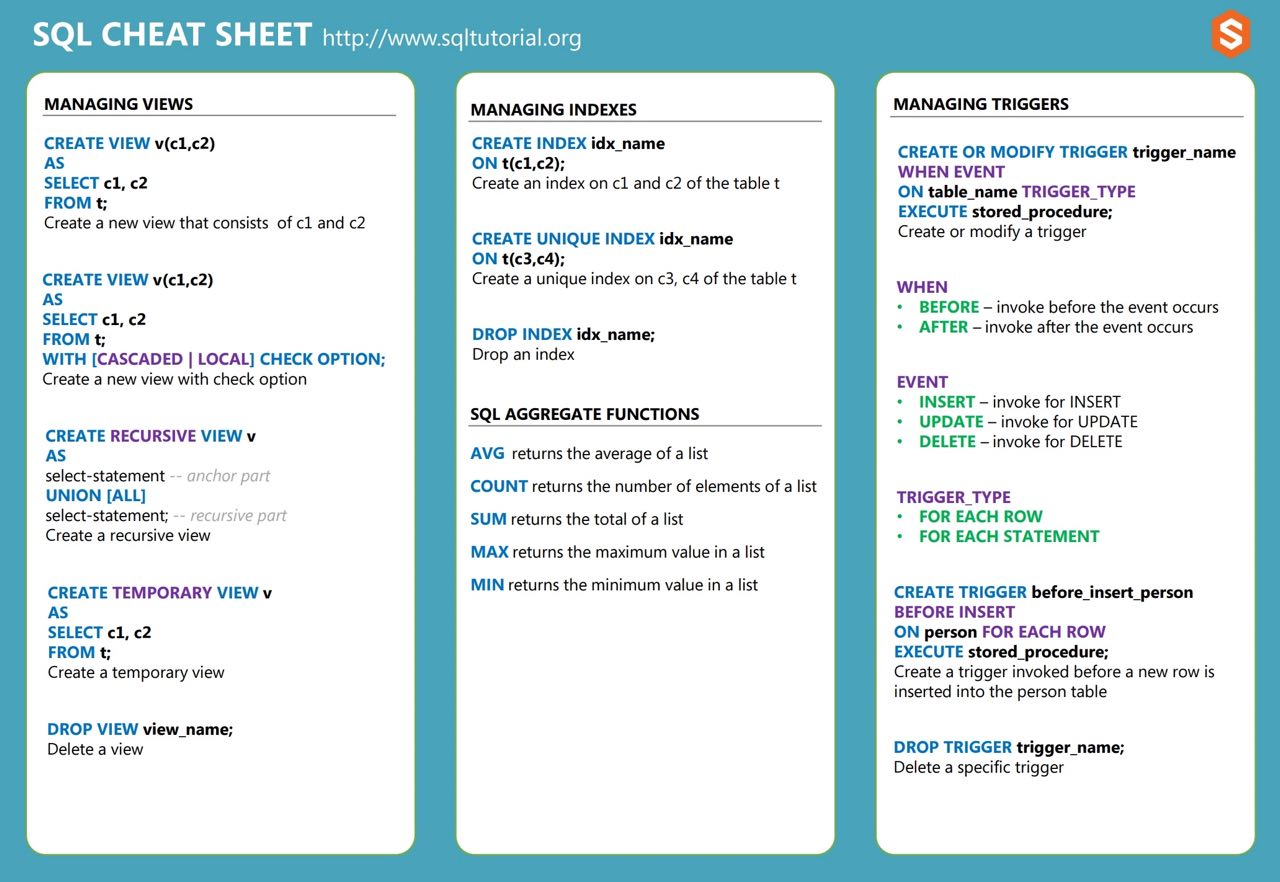 SQL CHEAT SHEET http://www.sqltutorial.org
S
MANAGING VIEWS
CREATE VIEW v(c1,c2)
AS
SELECT c1, c2
FROM t;
Create a new view that consists of c1 and c2
CREATE VIEW v(c1,c2)
AS
SELECT c1, c2
FROM t;
WITH [CASCADED | LOCAL] CHECK OPTION;
Create a new view with check option
CREATE RECURSIVE VIEW v
AS
select-statement -- anchor part
UNION [ALL]
select-statement; -- recursive part
Create a recursive view
CREATE TEMPORARY VIEW v
AS
SELECT c1, c2
FROM t;
Create a temporary view
DROP VIEW view_name;
Delete a view
MANAGING INDEXES
CREATE INDEX idx_name
ON t(c1,c2);
Create an index on c1 and c2 of the table t
CREATE UNIQUE INDEX idx_name
ON t(c3,c4);
Create a unique index on c3, c4 of the table t
DROP INDEX idx_name;
Drop an index
SQL AGGREGATE FUNCTIONS
AVG returns the average of a list
COUNT returns the number of elements of a list
SUM returns the total of a list
MAX returns the maximum value in a list
MIN returns the minimum value in a list
MANAGING TRIGGERS
CREATE OR MODIFY TRIGGER trigger_name
WHEN EVENT
ON table_name TRIGGER_TYPE
EXECUTE stored_procedure;
Create or modify a trigger
WHEN
• BEFORE – invoke before the event occurs
• AFTER – invoke after the event occurs
EVENT
• INSERT – invoke for INSERT
• UPDATE – invoke for UPDATE
• DELETE – invoke for DELETE
TRIGGER_TYPE
• FOR EACH ROW
• FOR EACH STATEMENT
CREATE TRIGGER before_insert_person
BEFORE INSERT
ON person FOR EACH ROW
EXECUTE stored_procedure;
Create a trigger invoked before a new row is
inserted into the person table
DROP TRIGGER trigger_name;
Delete a specific trigger